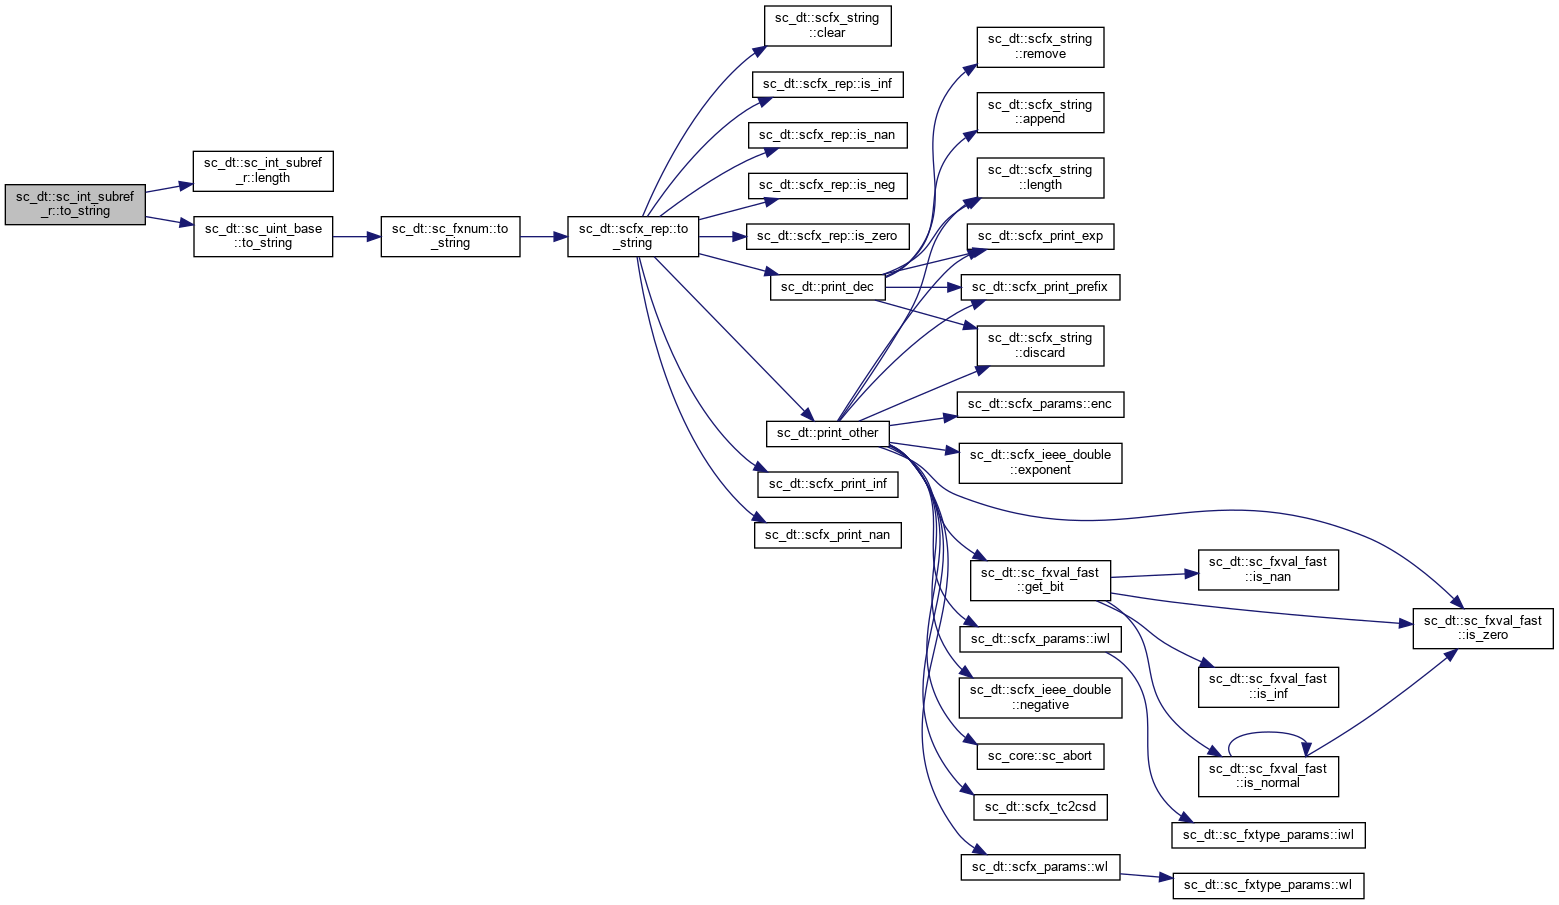 sc_dt::sc_int_subref
_r::to_string
sc_dt::sc_int_subref
_r::length
sc_dt::sc_uint_base
::to_string
sc_dt::sc_fxnum::to
_string
sc_dt::scfx_rep::to
_string
sc_dt::scfx_string
::clear
sc_dt::scfx_rep::is_inf
sc_dt::scfx_rep::is_nan
sc_dt::scfx_rep::is_neg
sc_dt::scfx_rep::is_zero
sc_dt::print_dec
sc_dt::print_other
sc_dt::scfx_print_inf
sc_dt::scfx_print_nan
sc_dt::scfx_string
::remove
sc_dt::scfx_string
::append
sc_dt::scfx_string
::length
sc_dt::scfx_print_exp
sc_dt::scfx_print_prefix
sc_dt::scfx_string
::discard
sc_dt::scfx_params::enc
sc_dt::scfx_ieee_double
::exponent
sc_dt::sc_fxval_fast
::get_bit
sc_dt::scfx_params::iwl
sc_dt::scfx_ieee_double
::negative
sc_core::sc_abort
sc_dt::scfx_tc2csd
sc_dt::scfx_params::wl
sc_dt::sc_fxval_fast
::is_nan
sc_dt::sc_fxval_fast
::is_inf
sc_dt::sc_fxval_fast
::is_normal
sc_dt::sc_fxtype_params::iwl
sc_dt::sc_fxtype_params::wl
sc_dt::sc_fxval_fast
::is_zero